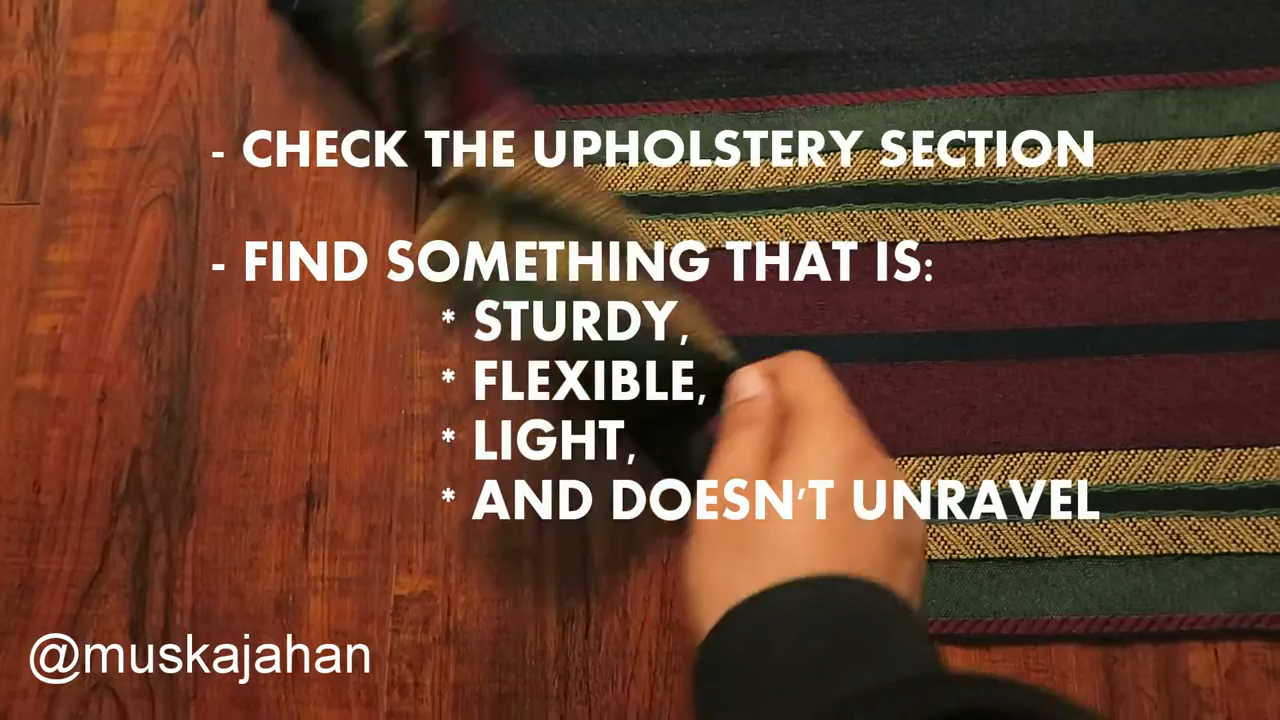 - CHECK THE UPHOLSTERY SECTION
- FIND SOMETHING THAT IS:
* STURDY,
* FLEXIBLE,
* LIGHT,
* AND DOESN'T UNRAVEL
@muskajahan